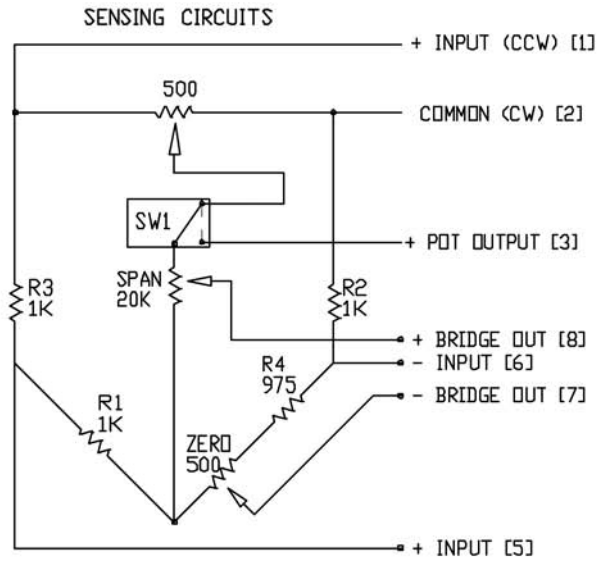 SENSING CIRCUITS
+ INPUT (CCW) [1]
500
COMMON (CW) [2]
SW1
+ POT OUTPUT [3]
SPAN
20K
R3
1K
R2
1K
+ BRIDGE OUT [8]
- INPUT [6]
R4
975
- BRIDGE OUT [7]
R1
1K
ZERO
500
+ INPUT [5]